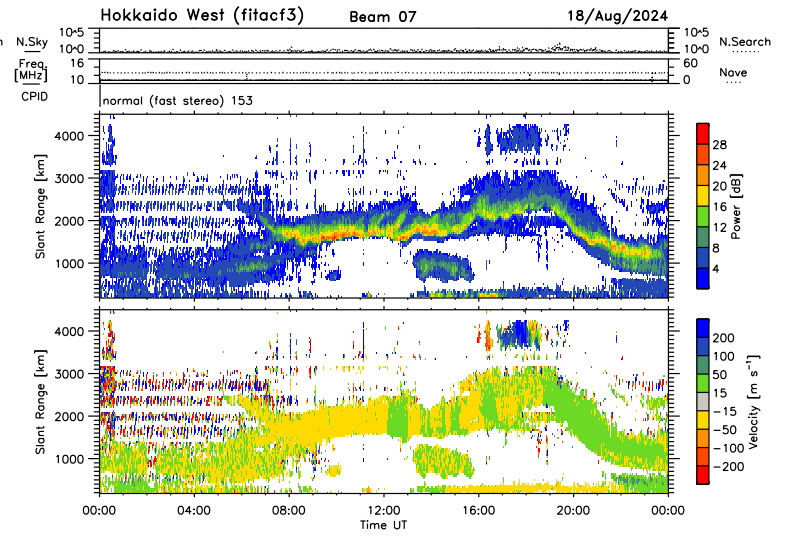 Hokkaido West (fitacf3) Beam 07 18/Aug/2024
N.Sky 10^5 10^0 10^5 10^0 N.Search
Freq. [MHz] 16 10 60 0 Nave
CPID normal (fast stereo) 153
Slant Range [km] 4000 3000 2000 1000
Power [dB] 28 24 20 16 12 8 4
Slant Range [km] 4000 3000 2000 1000
Velocity [m s⁻¹] 200 100 50 15 −15 −50 −100 −200
00:00 04:00 08:00 12:00 16:00 20:00 00:00
Time UT